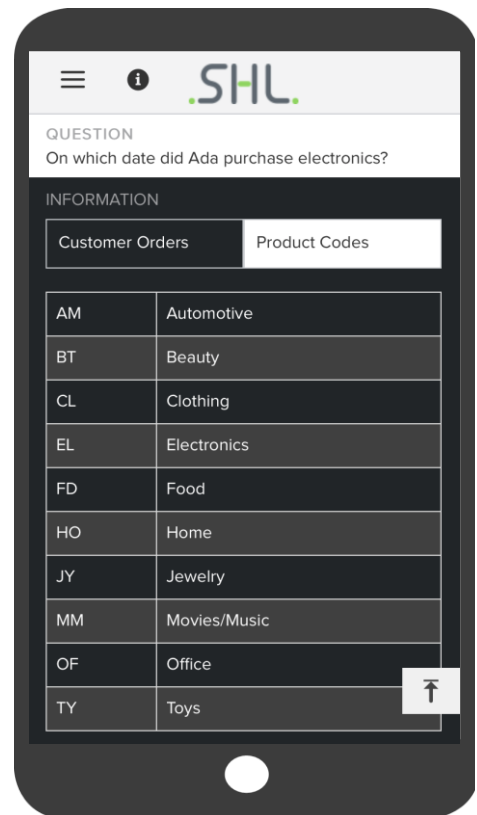 .SHL.
QUESTION
On which date did Ada purchase electronics?
INFORMATION
Customer Orders Product Codes
AM Automotive
BT Beauty
CL Clothing
EL Electronics
FD Food
HO Home
JY Jewelry
MM Movies/Music
OF Office
TY Toys